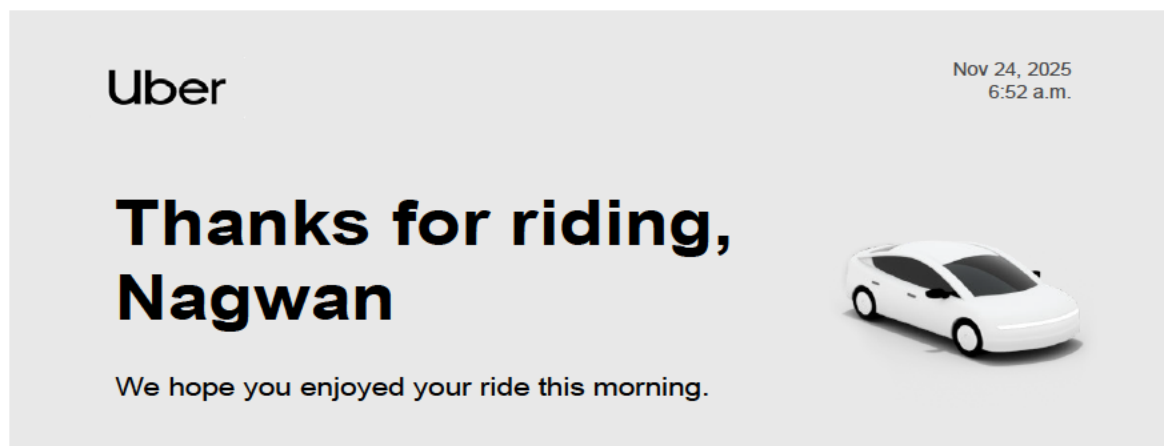 Uber
Nov 24, 2025
6:52 a.m.
Thanks for riding,
Nagwan
We hope you enjoyed your ride this morning.